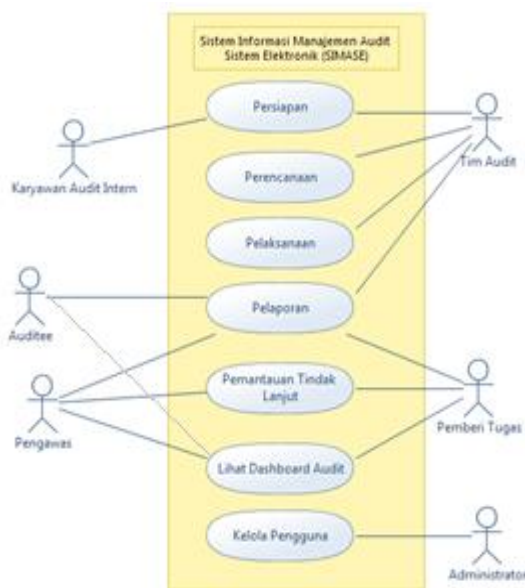 Sistem Informasi Manajemen Audit
Sistem Elektronik (SIMASE)
Persiapan
Karyawan Audit Intern
Tim Audit
Perencanaan
Pelaksanaan
Auditee
Pelaporan
Pengawas
Pemantauan Tindak
Lanjut
Pemberi Tugas
Lihat Dashboard Audit
Kelola Pengguna
Administrator